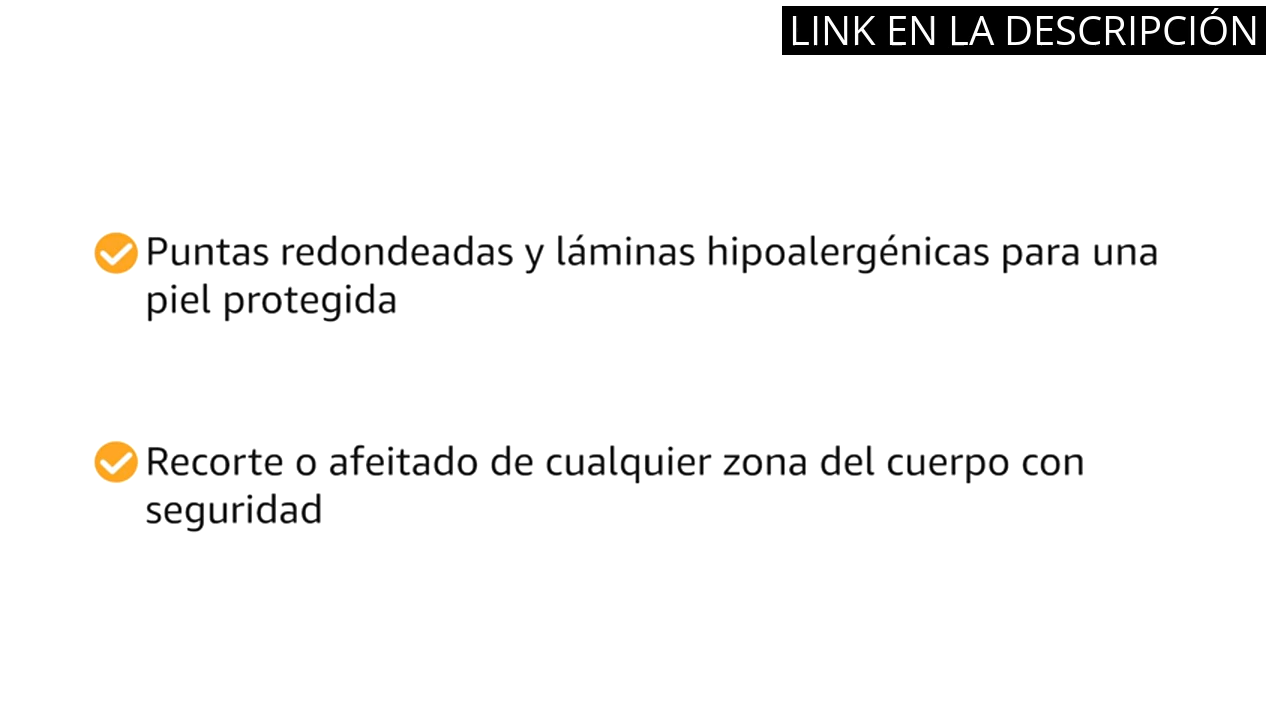 LINK EN LA DESCRIPCIÓN
Puntas redondeadas y láminas hipoalergénicas para una
piel protegida
Recorte o afeitado de cualquier zona del cuerpo con
seguridad